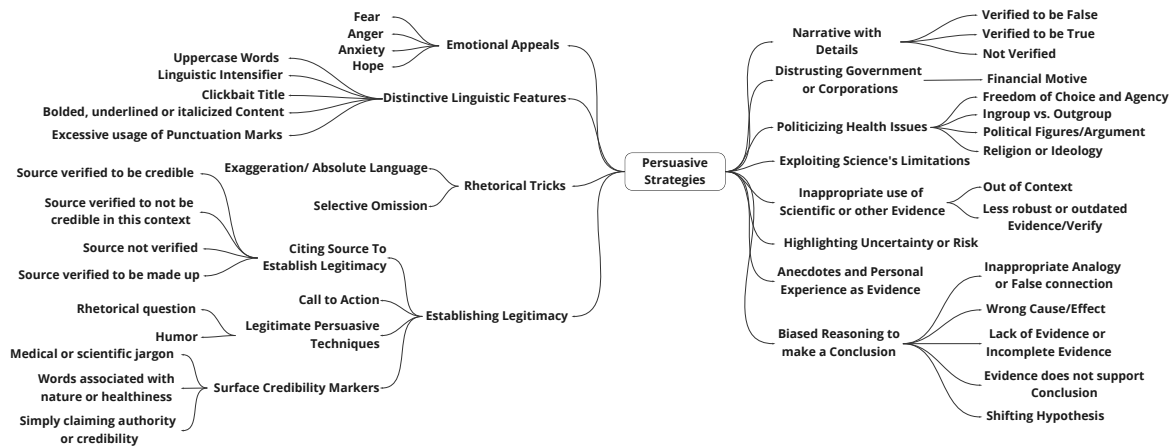 Persuasive
Strategies
Emotional Appeals
Fear
Anger
Anxiety
Hope
Distinctive Linguistic Features
Uppercase Words
Linguistic Intensifier
Clickbait Title
Bolded, underlined or italicized Content
Excessive usage of Punctuation Marks
Rhetorical Tricks
Exaggeration/ Absolute Language
Selective Omission
Establishing Legitimacy
Citing Source To
Establish Legitimacy
Source verified to be credible
Source verified to not be
credible in this context
Source not verified
Source verified to be made up
Call to Action
Legitimate Persuasive
Techniques
Rhetorical question
Humor
Surface Credibility Markers
Medical or scientific jargon
Words associated with
nature or healthiness
Simply claiming authority
or credibility
Narrative with
Details
Verified to be False
Verified to be True
Not Verified
Distrusting Government
or Corporations
Financial Motive
Politicizing Health Issues
Freedom of Choice and Agency
Ingroup vs. Outgroup
Political Figures/Argument
Religion or Ideology
Exploiting Science's Limitations
Inappropriate use of
Scientific or other Evidence
Out of Context
Less robust or outdated
Evidence/Verify
Highlighting Uncertainty or Risk
Anecdotes and Personal
Experience as Evidence
Biased Reasoning to
make a Conclusion
Inappropriate Analogy
or False connection
Wrong Cause/Effect
Lack of Evidence or
Incomplete Evidence
Evidence does not support
Conclusion
Shifting Hypothesis